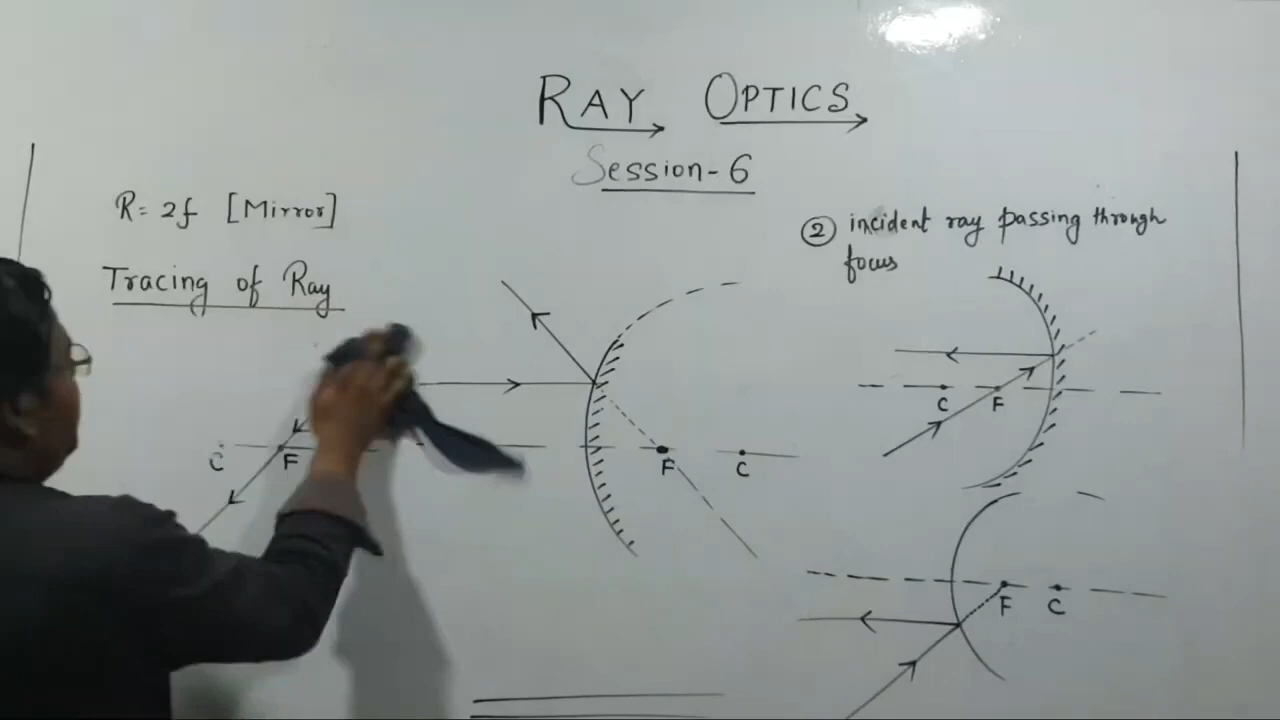 RAY OPTICS
Session-6
R= 2f [Mirror]
Tracing of Ray
② incident ray passing through
focus
C F
F C
C F
F C